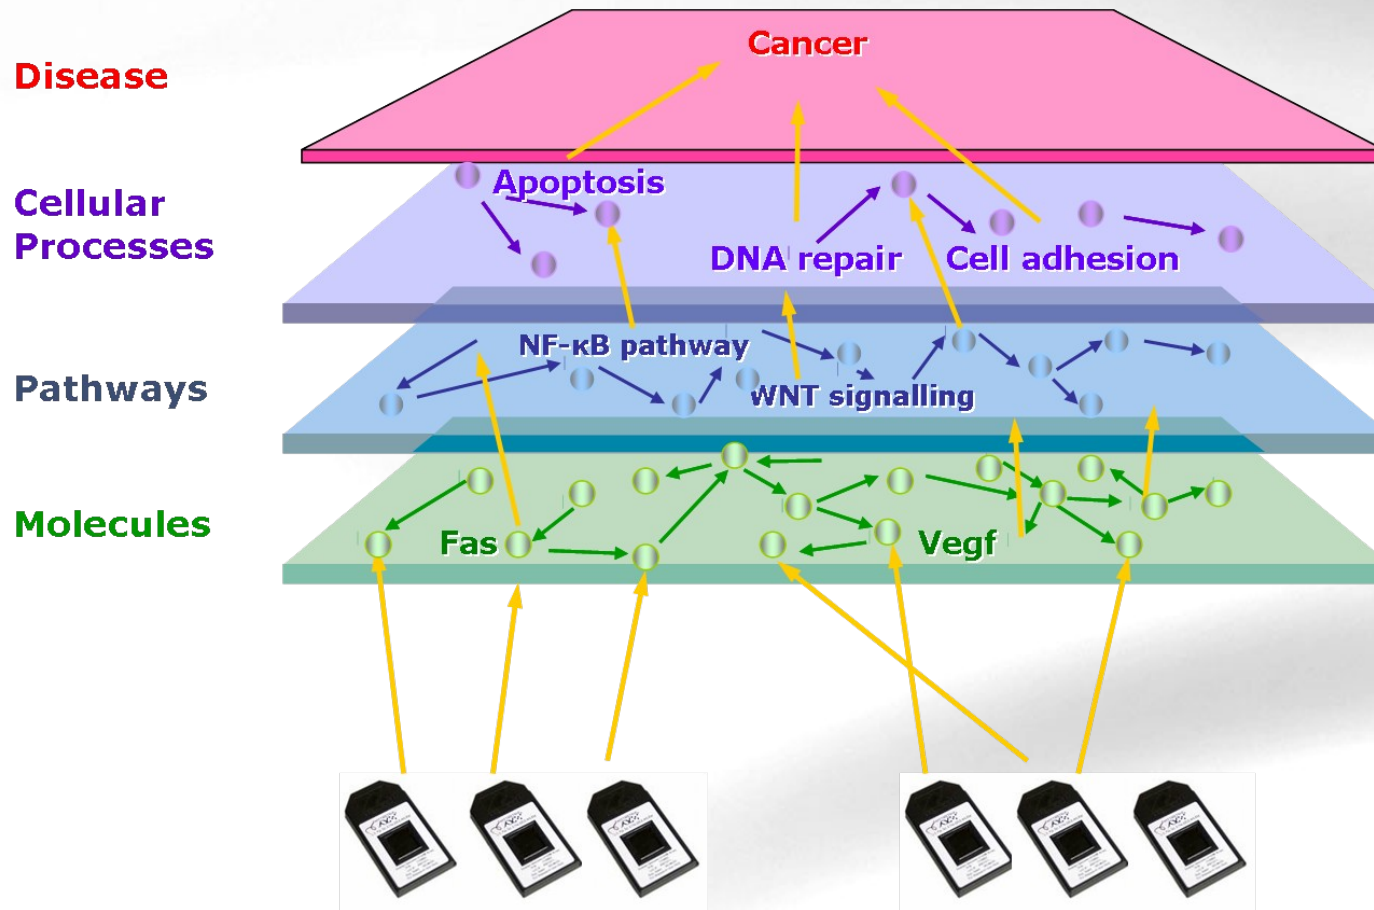 Cancer
Disease
Apoptosis
Cellular
Processes
DNA repair
Cell adhesion
NF-κB pathway
Pathways
WNT signalling
Molecules
Fas
Vegf